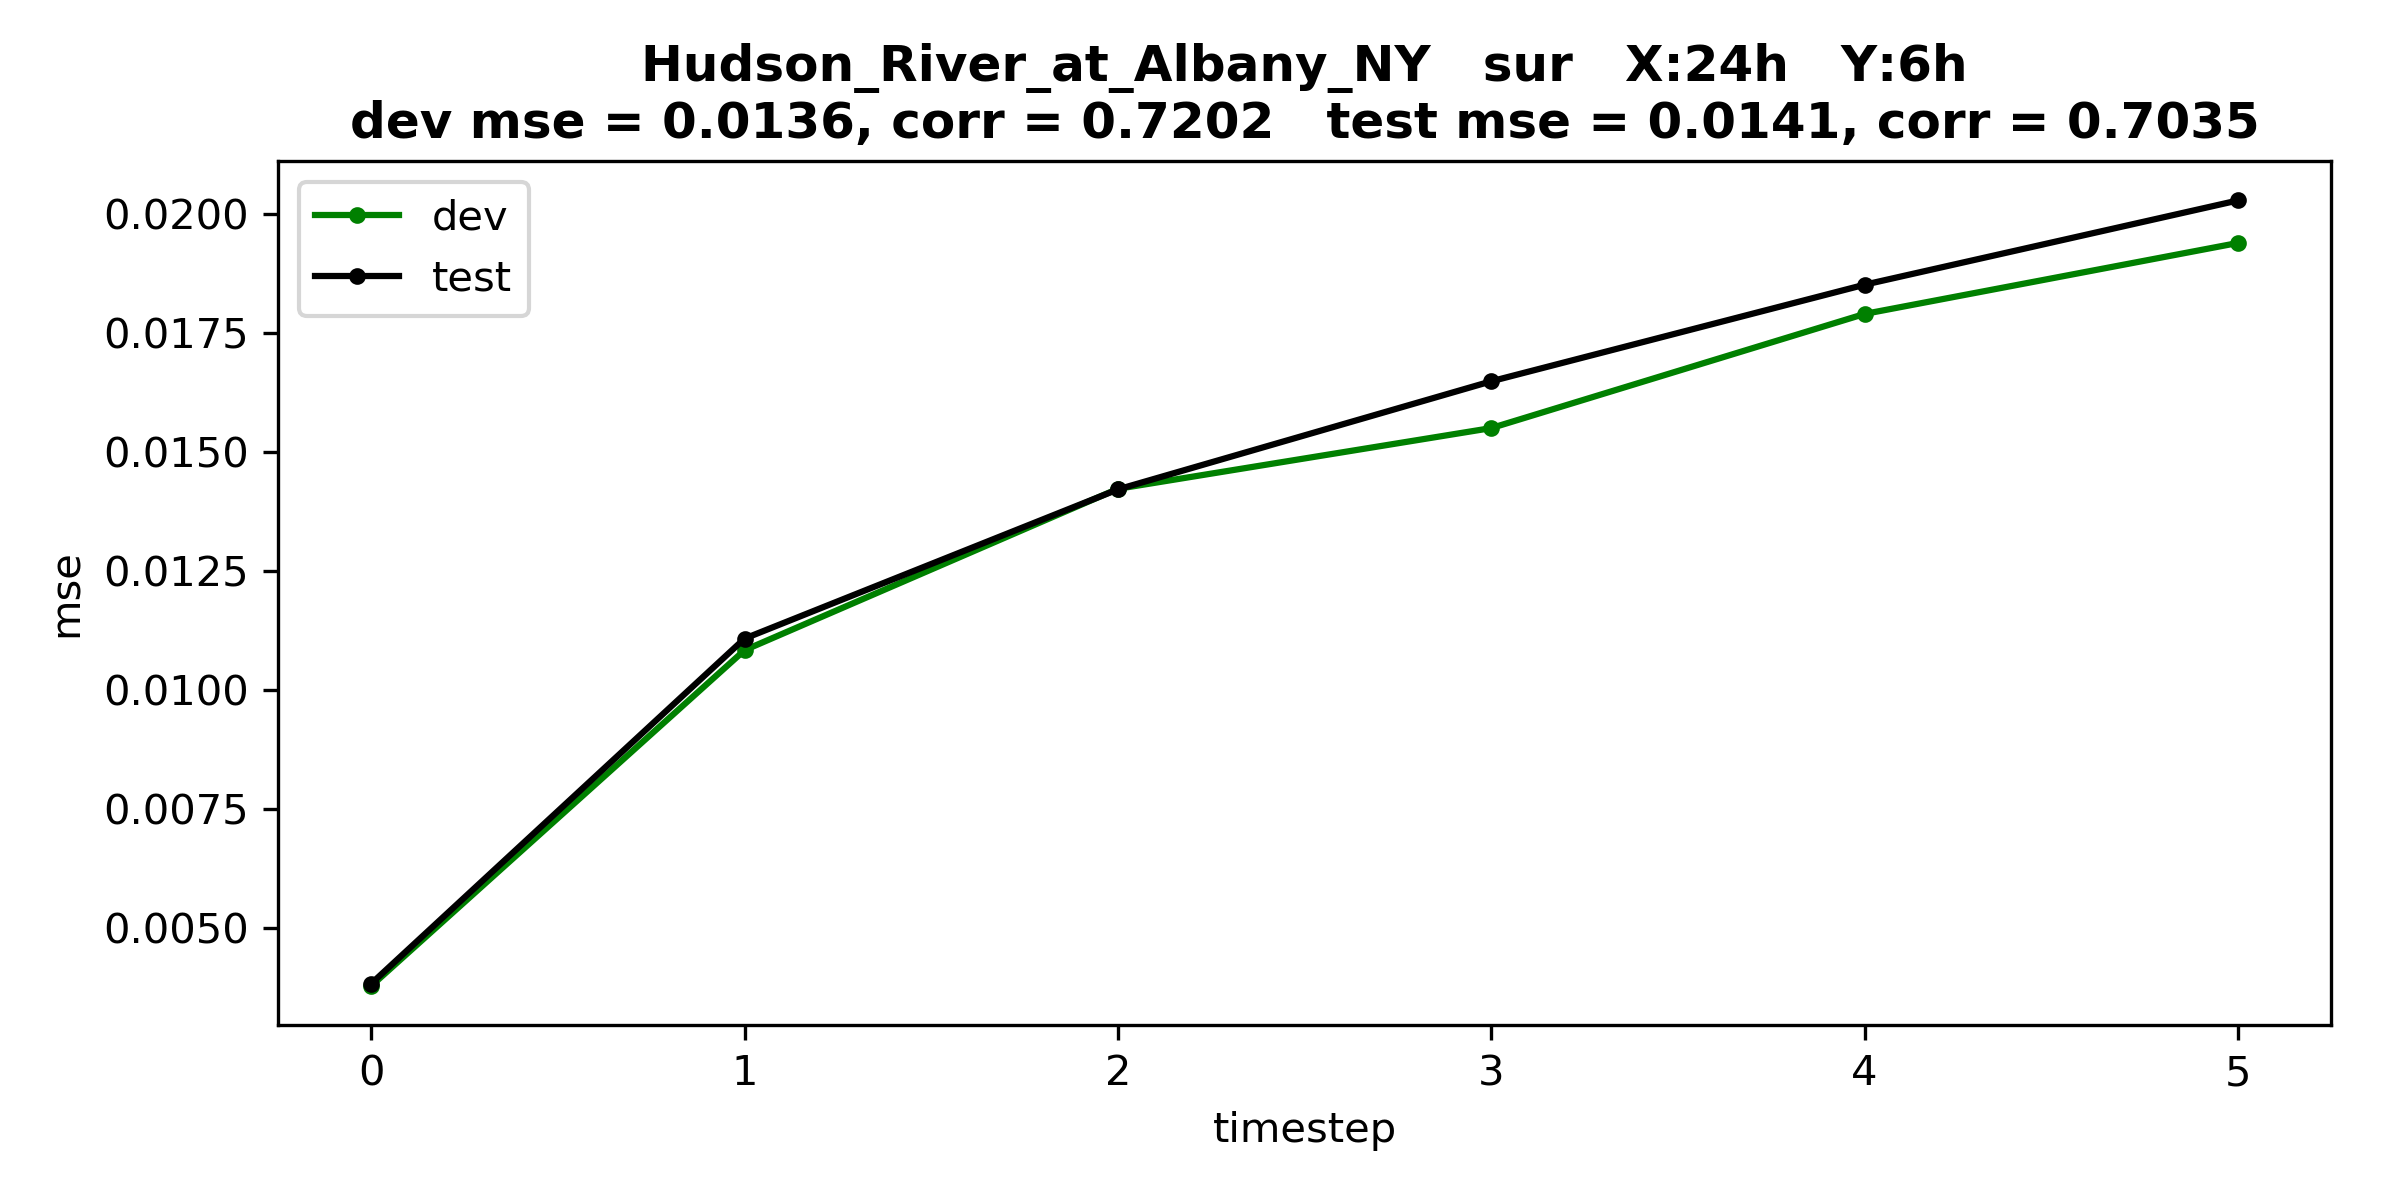 Hudson_River_at_Albany_NY   sur   X:24h   Y:6h
dev mse = 0.0136, corr = 0.7202   test mse = 0.0141, corr = 0.7035
dev
test
0.0200
0.0175
0.0150
0.0125
0.0100
0.0075
0.0050
mse
0 1 2 3 4 5
timestep